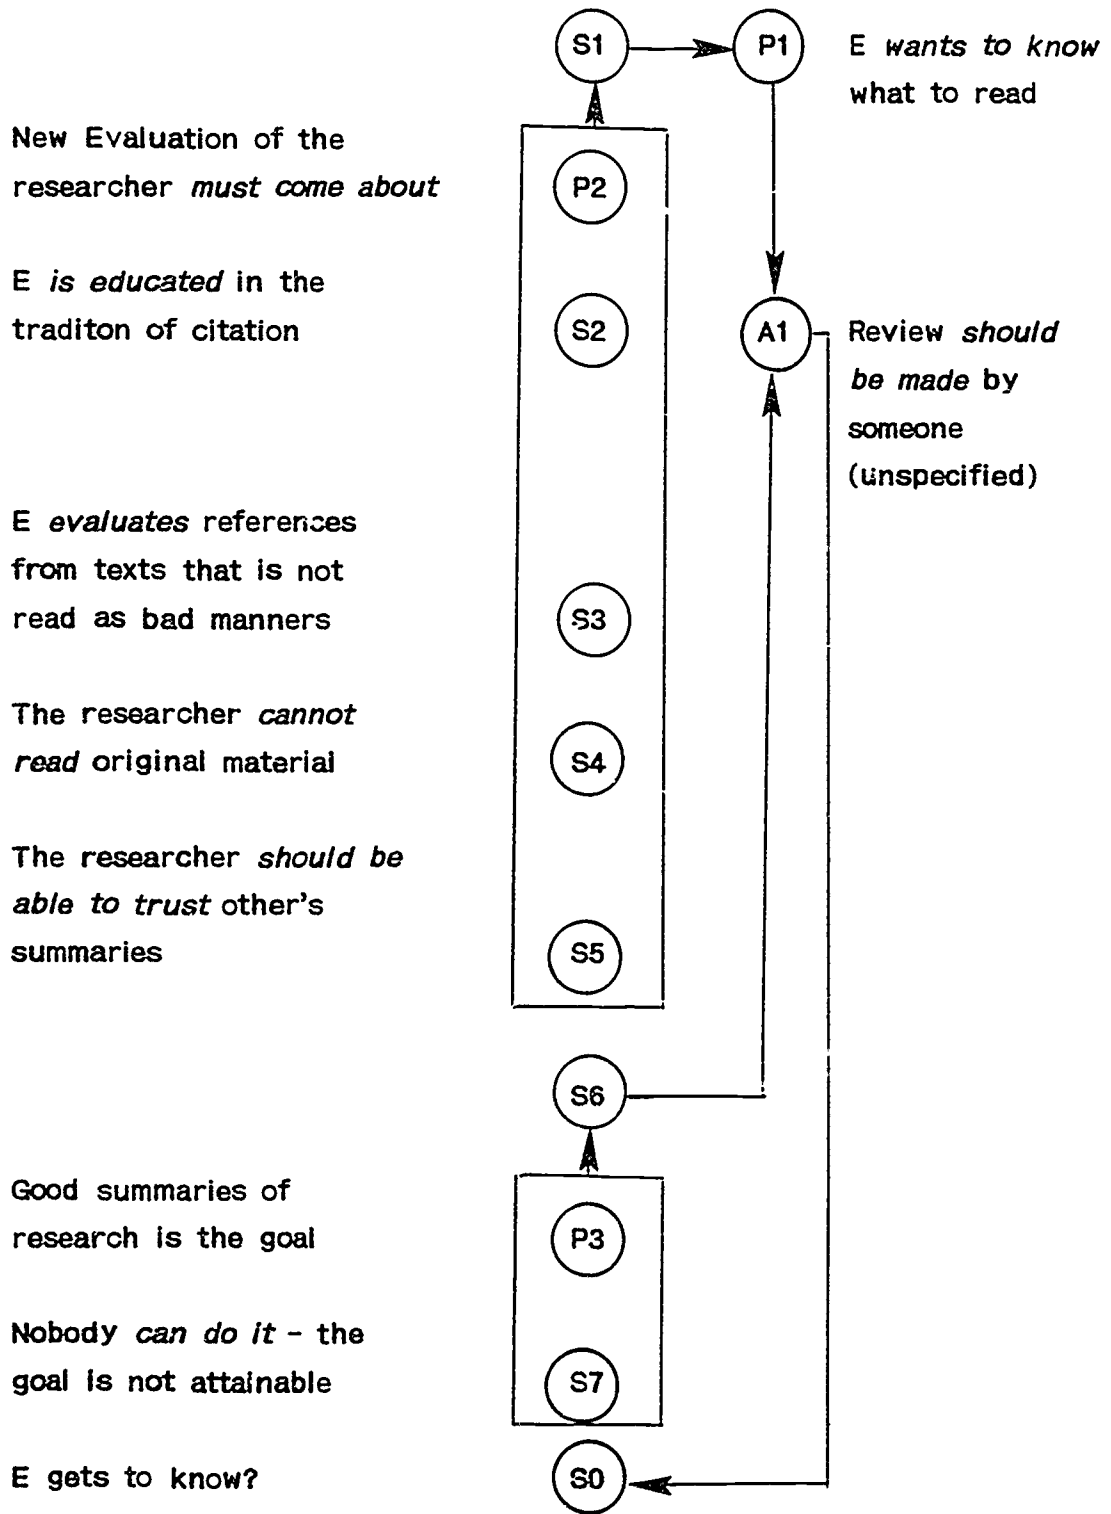 S1
P1
E wants to know
what to read
New Evaluation of the
researcher must come about
P2
E is educated in the
traditon of citation
S2
A1
Review should
be made by
someone
(unspecified)
E evaluates references
from texts that is not
read as bad manners
S3
The researcher cannot
read original material
S4
The researcher should be
able to trust other's
summaries
S5
S6
Good summaries of
research is the goal
P3
Nobody can do it - the
goal is not attainable
S7
E gets to know?
S0